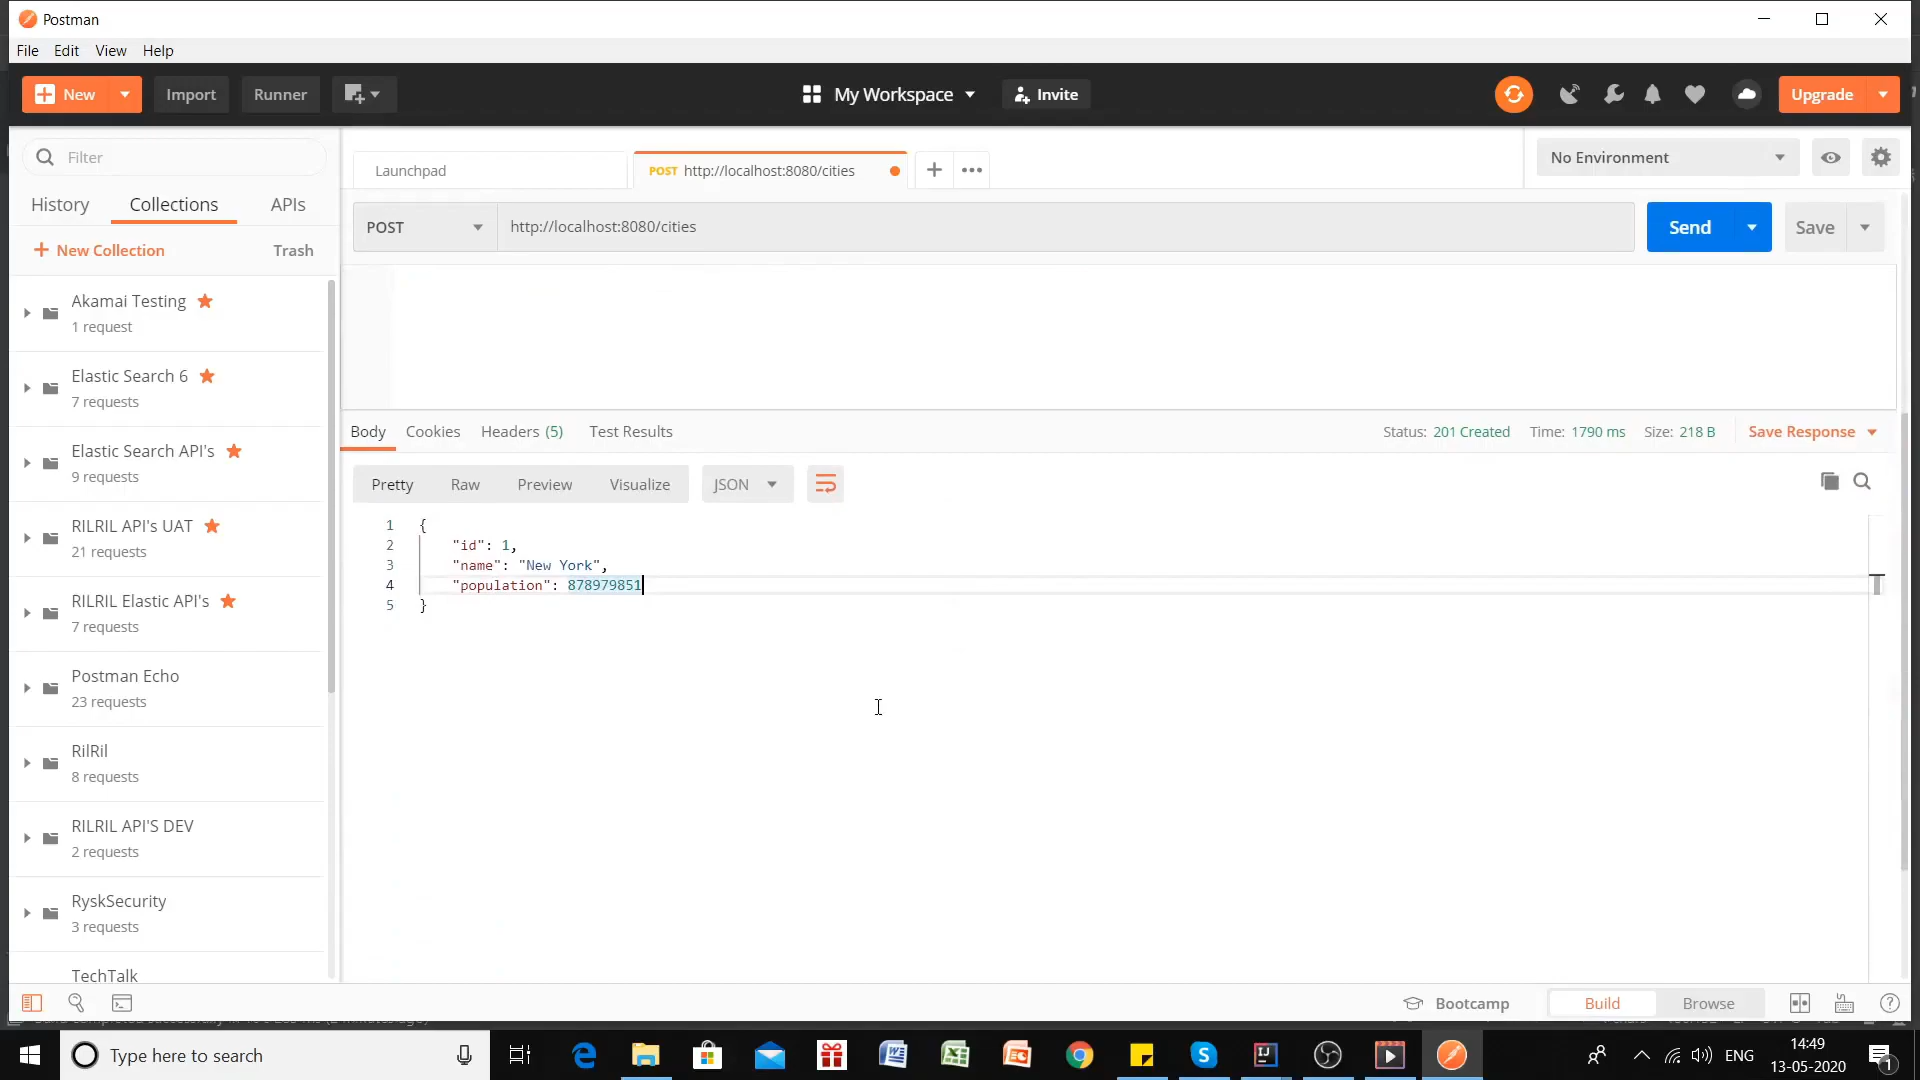 Postman
File Edit View Help
New Import Runner My Workspace Invite Upgrade
Filter
Launchpad POST http://localhost:8080/cities No Environment
History Collections APIs
POST http://localhost:8080/cities Send Save
New Collection Trash
Akamai Testing
1 request
Elastic Search 6
7 requests
Elastic Search API's
9 requests
RILRIL API's UAT
21 requests
RILRIL Elastic API's
7 requests
Postman Echo
23 requests
RilRil
8 requests
RILRIL API'S DEV
2 requests
RyskSecurity
3 requests
TechTalk
Body Cookies Headers (5) Test Results Status: 201 Created Time: 1790 ms Size: 218 B Save Response
Pretty Raw Preview Visualize JSON
1 {
2 "id": 1,
3 "name": "New York",
4 "population": 878979851
5 }
Bootcamp Build Browse
Type here to search ENG 14:49
13-05-2020 1